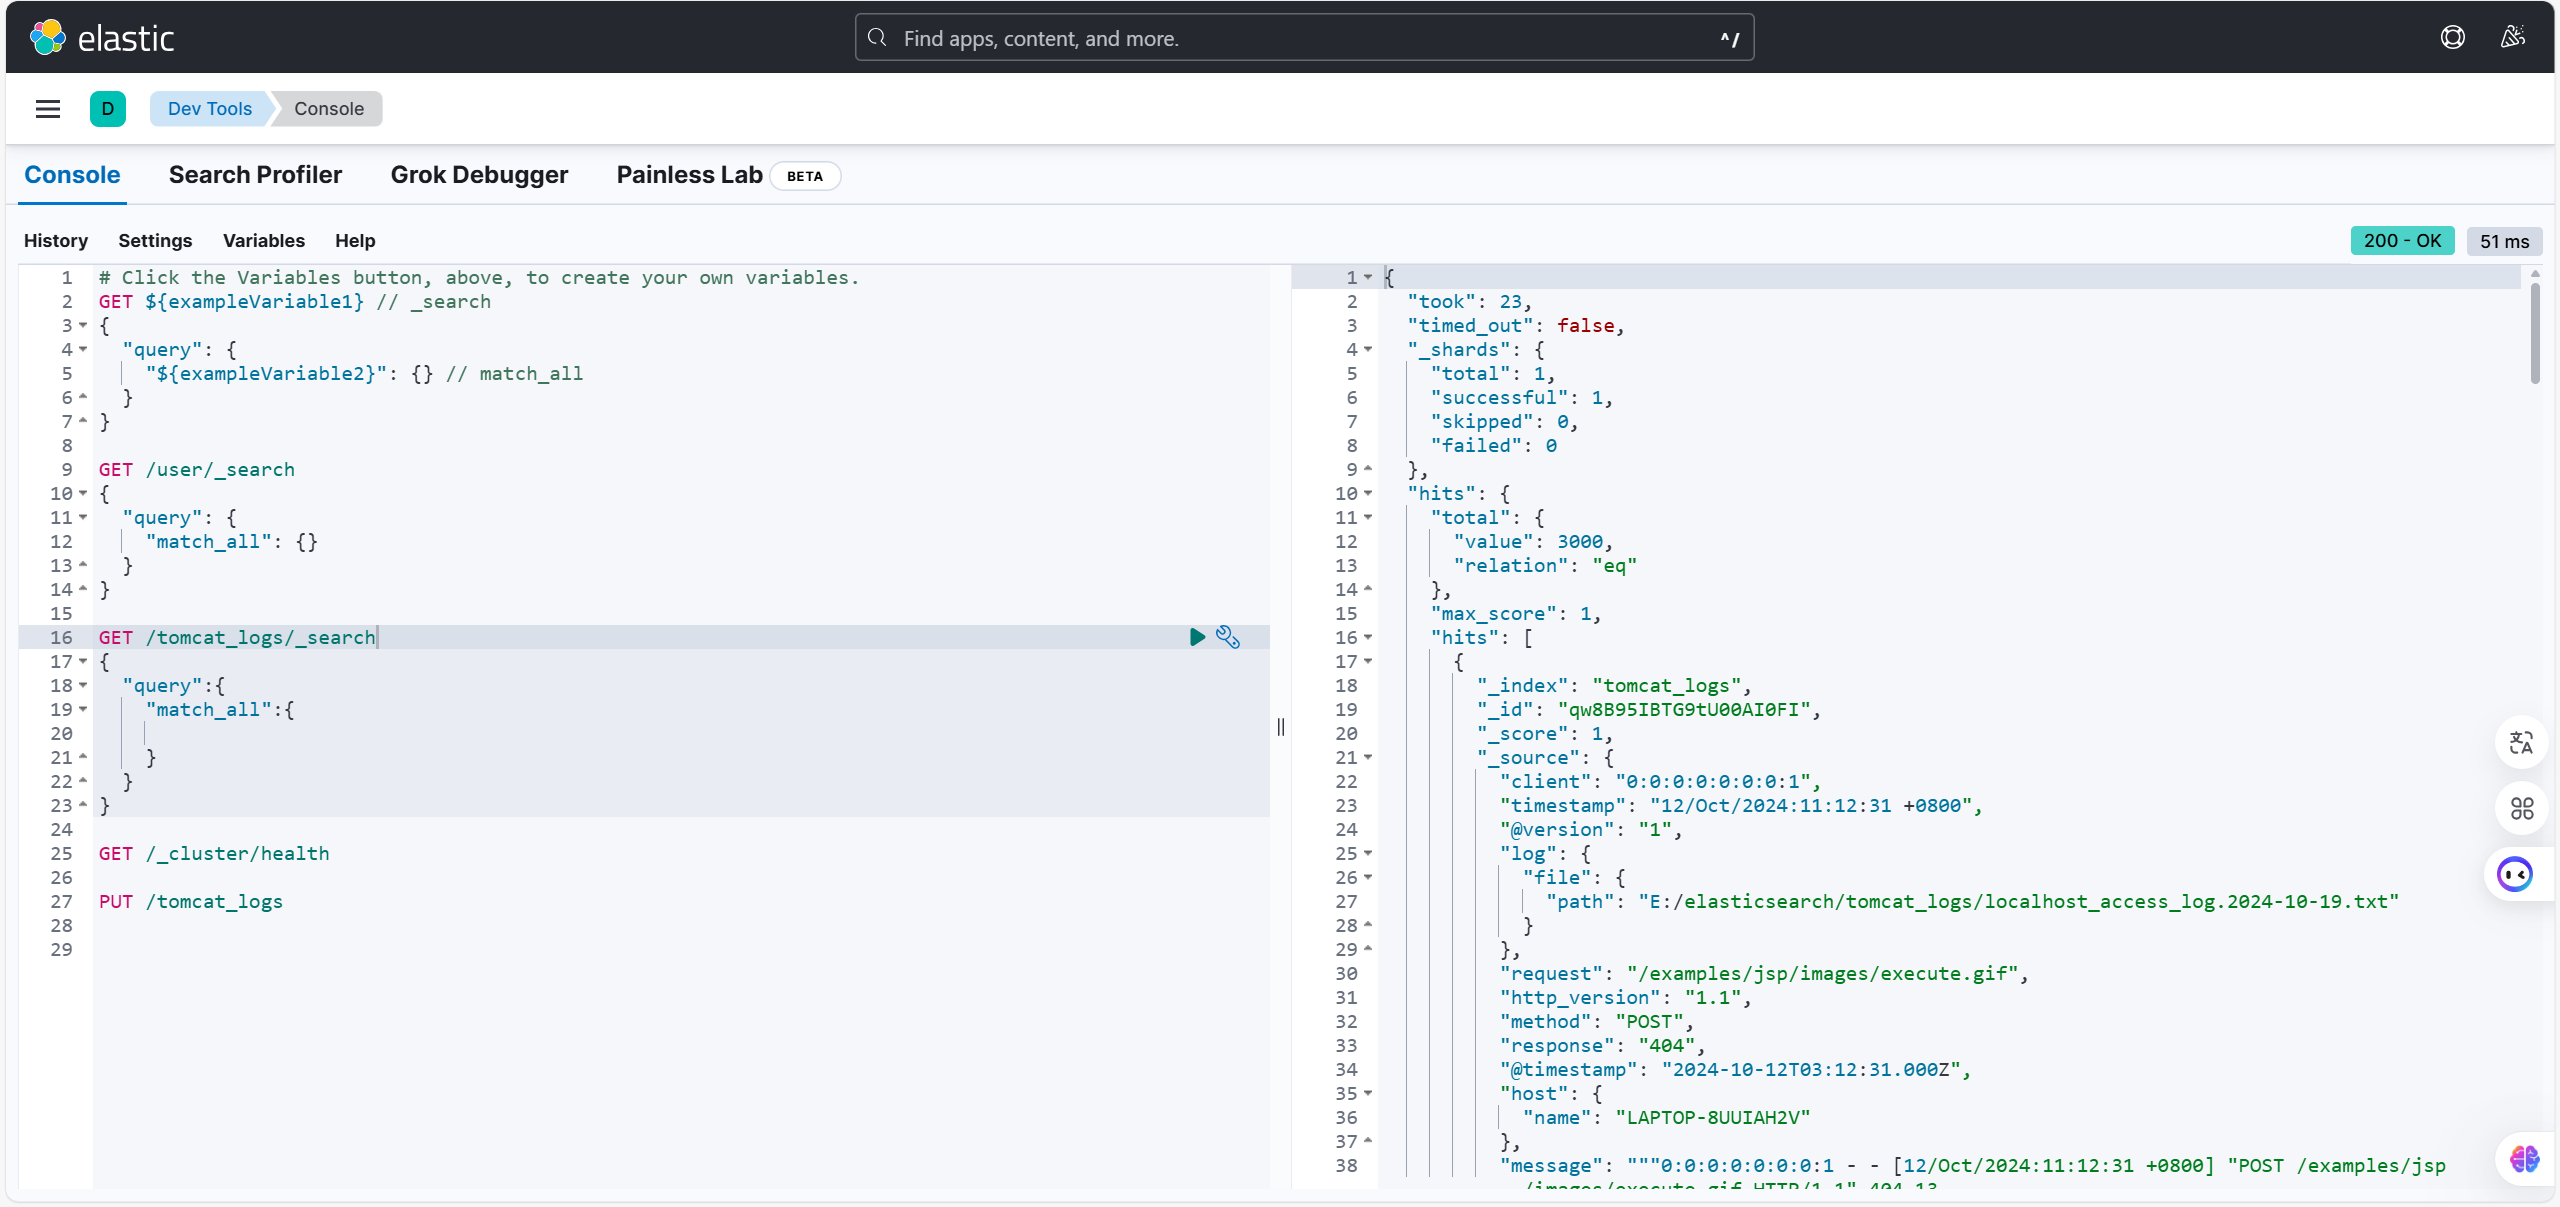 elastic
Find apps, content, and more.
^/
D
Dev Tools
Console
Console
Search Profiler
Grok Debugger
Painless Lab
BETA
History
Settings
Variables
Help
200 - OK
51 ms
1 # Click the Variables button, above, to create your own variables.
2 GET ${exampleVariable1} // _search
3 {
4   "query": {
5     "${exampleVariable2}": {} // match_all
6   }
7 }
8
9 GET /user/_search
10 {
11   "query": {
12     "match_all": {}
13   }
14 }
15
16 GET /tomcat_logs/_search
17 {
18   "query":{
19     "match_all":{
20
21     }
22   }
23 }
24
25 GET /_cluster/health
26
27 PUT /tomcat_logs
28
29
1 {
2   "took": 23,
3   "timed_out": false,
4   "_shards": {
5     "total": 1,
6     "successful": 1,
7     "skipped": 0,
8     "failed": 0
9   },
10   "hits": {
11     "total": {
12       "value": 3000,
13       "relation": "eq"
14     },
15     "max_score": 1,
16     "hits": [
17       {
18         "_index": "tomcat_logs",
19         "_id": "qw8B95IBTG9tU00AI0FI",
20         "_score": 1,
21         "_source": {
22           "client": "0:0:0:0:0:0:0:1",
23           "timestamp": "12/Oct/2024:11:12:31 +0800",
24           "@version": "1",
25           "log": {
26             "file": {
27               "path": "E:/elasticsearch/tomcat_logs/localhost_access_log.2024-10-19.txt"
28             }
29           },
30           "request": "/examples/jsp/images/execute.gif",
31           "http_version": "1.1",
32           "method": "POST",
33           "response": "404",
34           "@timestamp": "2024-10-12T03:12:31.000Z",
35           "host": {
36             "name": "LAPTOP-8UUIAH2V"
37           },
38           "message": """0:0:0:0:0:0:0:1 - - [12/Oct/2024:11:12:31 +0800] "POST /examples/jsp
/images/execute.gif HTTP/1.1" 404 13